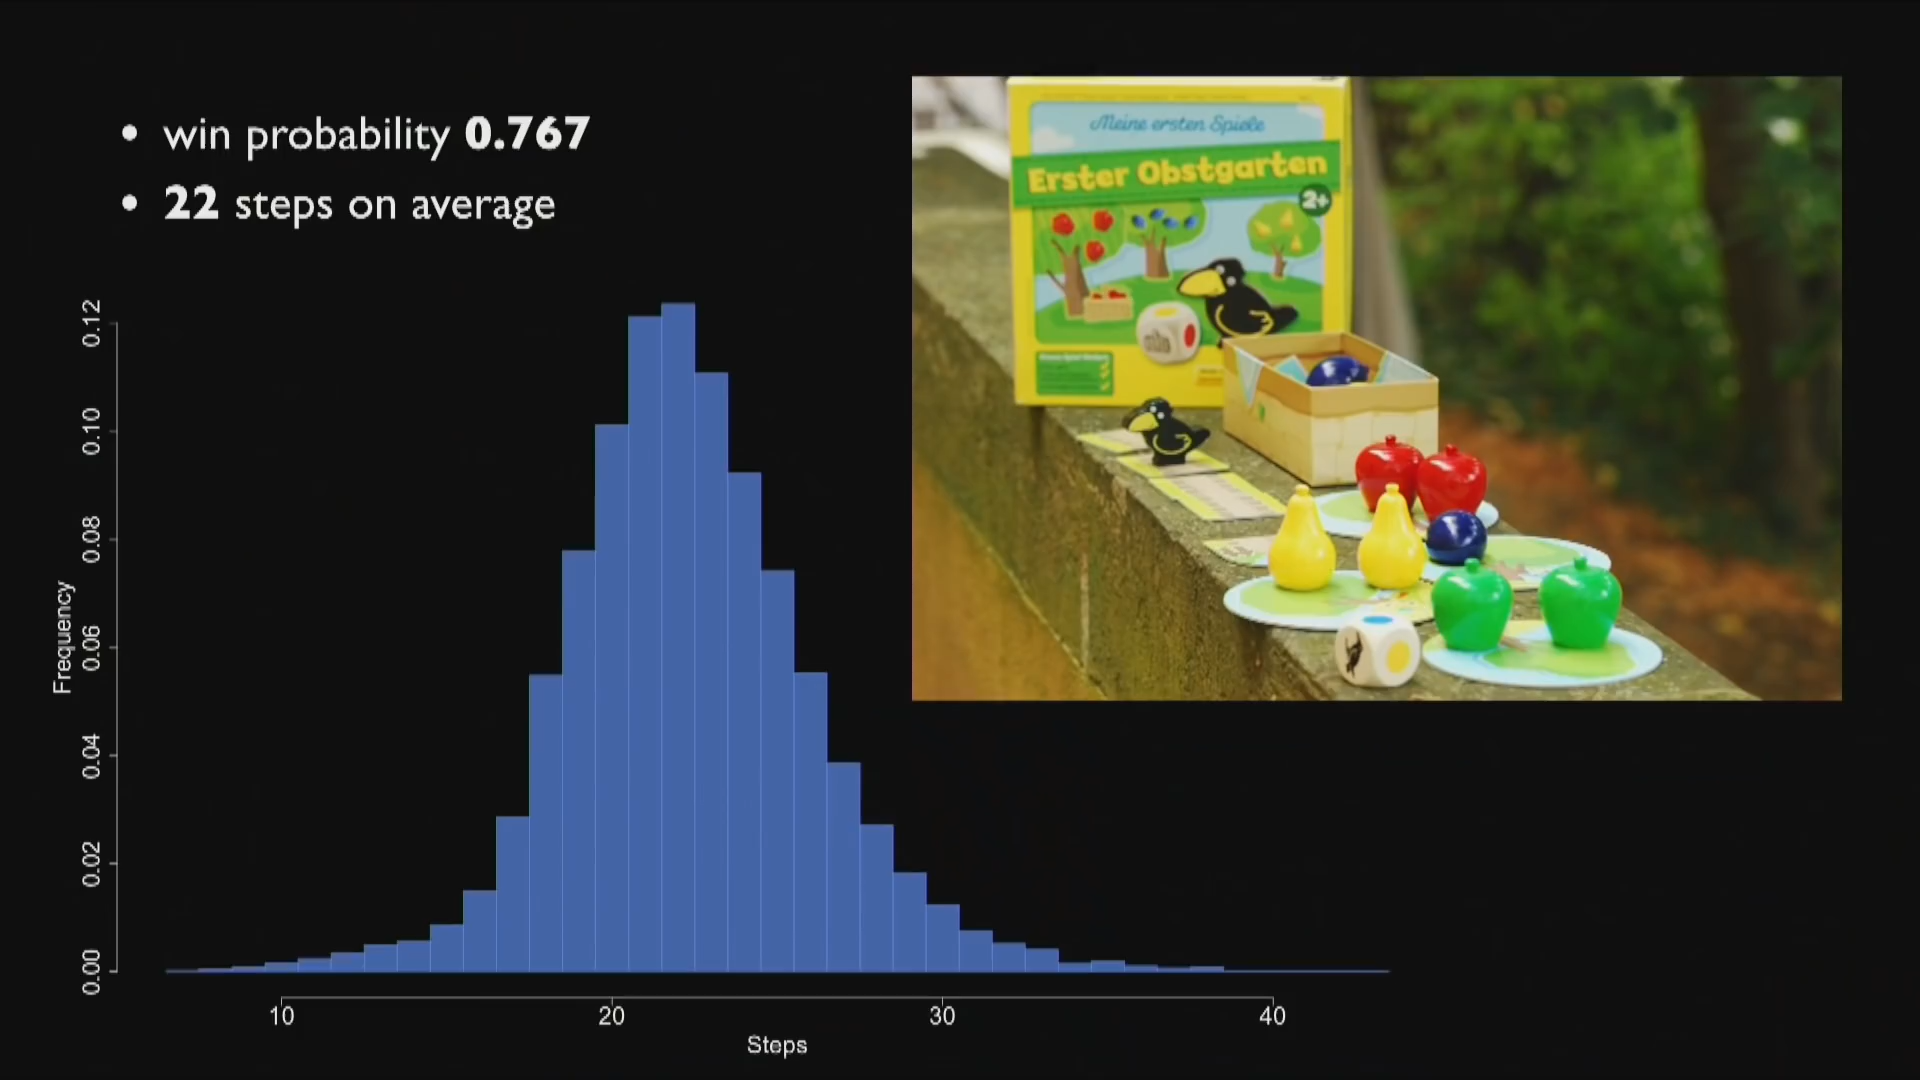 • win probability 0.767
• 22 steps on average
Meine ersten Spiele
Erster Obstgarten
2+
Frequency
0.12
0.10
0.08
0.06
0.04
0.02
0.00
10 20 30 40
Steps